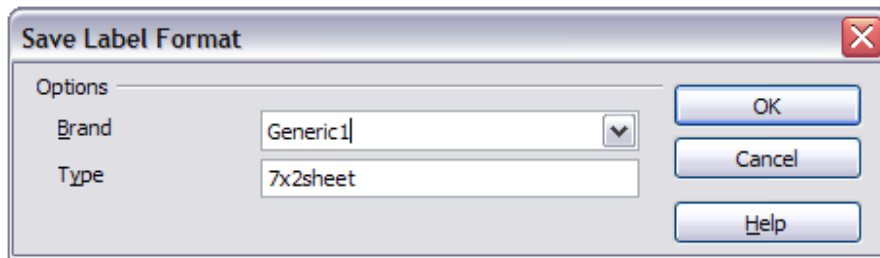 Save Label Format
Options
OK
Brand
Generic1
Cancel
Type
7x2sheet
Help